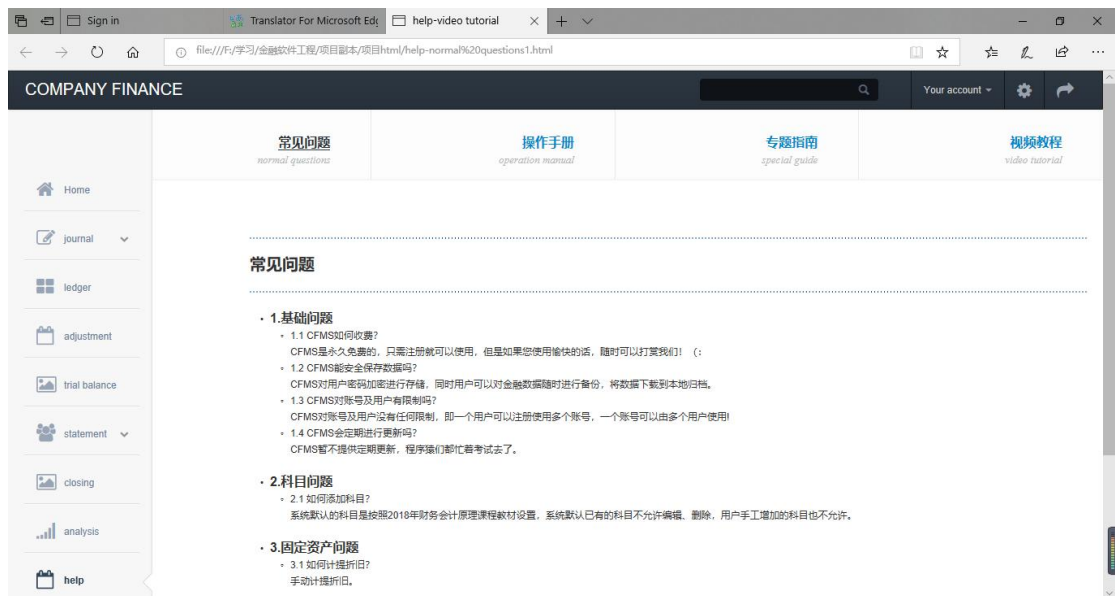 Sign in
Translator For Microsoft Edg
help-video tutorial
file:///F:/学习/金融软件工程/项目副本/项目html/help-normal%20questions1.html
COMPANY FINANCE
Your account
常见问题
normal questions
操作手册
operation manual
专题指南
special guide
视频教程
video tutorial
Home
journal
ledger
adjustment
trial balance
statement
closing
analysis
help
常见问题
1.基础问题
1.1 CFMS如何收费?
CFMS是永久免费的，只需注册就可以使用，但是如果您使用愉快的话，随时可以打赏我们！（:
1.2 CFMS能安全保存数据吗?
CFMS对用户密码加密进行存储，同时用户可以对金融数据随时进行备份，将数据下载到本地归档。
1.3 CFMS对账号及用户有限制吗?
CFMS对账号及用户没有任何限制，即一个用户可以注册使用多个账号，一个账号可以由多个用户使用!
1.4 CFMS会定期进行更新吗?
CFMS暂不提供定期更新，程序猿们都忙着考试去了。
2.科目问题
2.1 如何添加科目?
系统默认的科目是按照2018年财务会计原理课程教材设置，系统默认已有的科目不允许编辑、删除，用户手工增加的科目也不允许。
3.固定资产问题
3.1 如何计提折旧?
手动计提折旧。